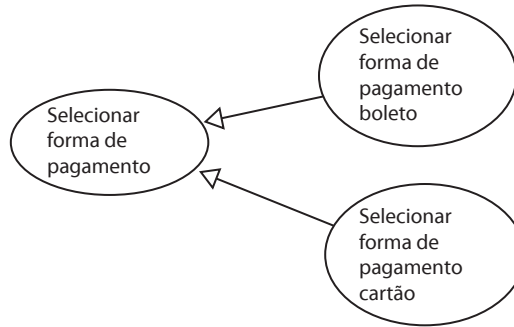 Selecionar
forma de
pagamento
Selecionar
forma de
pagamento
boleto
Selecionar
forma de
pagamento
cartão